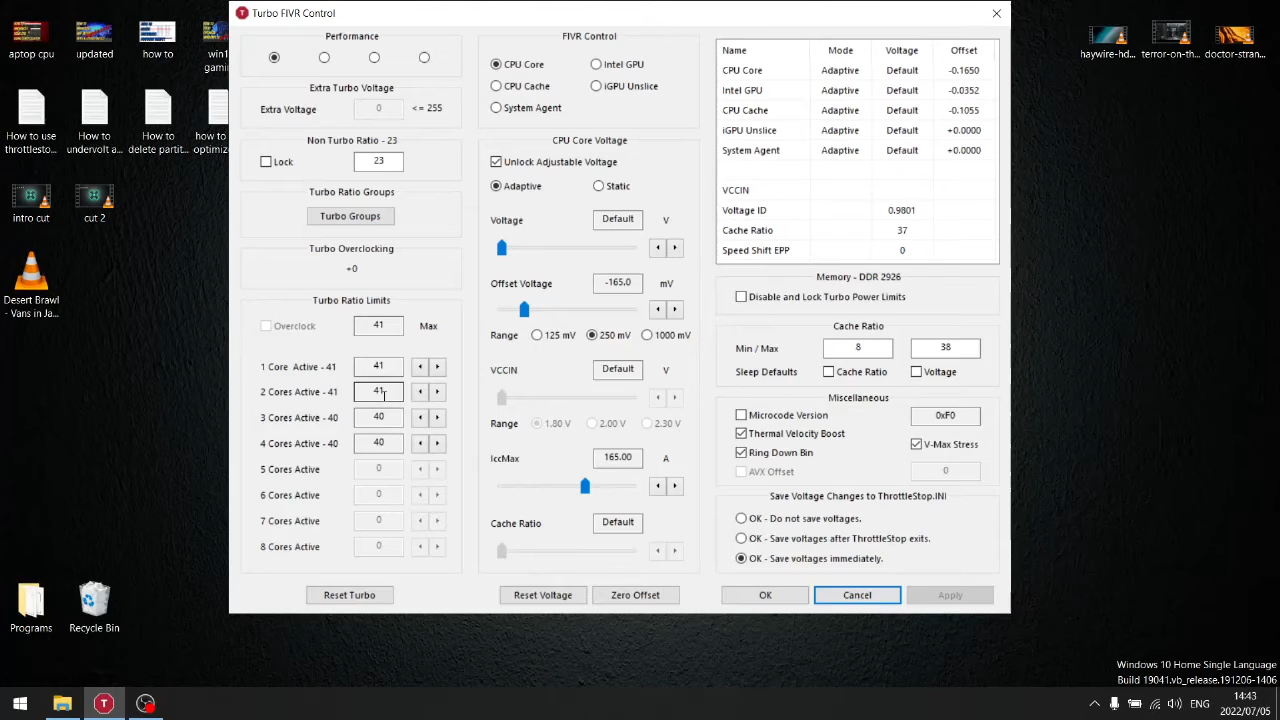 Turbo FIVR Control
Performance
Extra Turbo Voltage
Extra Voltage 0 <= 255
Non Turbo Ratio - 23
Lock 23
Turbo Ratio Groups
Turbo Groups
Turbo Overclocking
+0
Turbo Ratio Limits
Overclock 41 Max
1 Core Active - 41 41
2 Cores Active - 41 41
3 Cores Active - 40 40
4 Cores Active - 40 40
5 Cores Active 0
6 Cores Active 0
7 Cores Active 0
8 Cores Active 0
Reset Turbo
FIVR Control
CPU Core Intel GPU
CPU Cache iGPU Unslice
System Agent
CPU Core Voltage
Unlock Adjustable Voltage
Adaptive Static
Voltage Default V
Offset Voltage -165.0 mV
Range 125 mV 250 mV 1000 mV
VCCIN Default V
Range 1.80 V 2.00 V 2.30 V
IccMax 165.00 A
Cache Ratio Default
Reset Voltage Zero Offset
Name Mode Voltage Offset
CPU Core Adaptive Default -0.1650
Intel GPU Adaptive Default -0.0352
CPU Cache Adaptive Default -0.1055
iGPU Unslice Adaptive Default +0.0000
System Agent Adaptive Default +0.0000
VCCIN
Voltage ID 0.9801
Cache Ratio 37
Speed Shift EPP 0
Memory - DDR 2926
Disable and Lock Turbo Power Limits
Cache Ratio
Min / Max 8 38
Sleep Defaults Cache Ratio Voltage
Miscellaneous
Microcode Version 0xF0
Thermal Velocity Boost
V-Max Stress
Ring Down Bin
AVX Offset 0
Save Voltage Changes to ThrottleStop.INI
OK - Do not save voltages.
OK - Save voltages after ThrottleStop exits.
OK - Save voltages immediately.
OK Cancel Apply
aptop cpu
updated
how to
win1
gami
How to use
throttlesto...
How to
undervolt a...
How to
delete partit...
how to
optimiz
intro cut
cut 2
Desert Brawl
- Vans in Ja...
Programs
Recycle Bin
haywire-hd...
terror-on-th...
doctor-stran...
Windows 10 Home Single Language
Build 19041.vb_release.191206-1406
ENG
14:43
2022/07/05